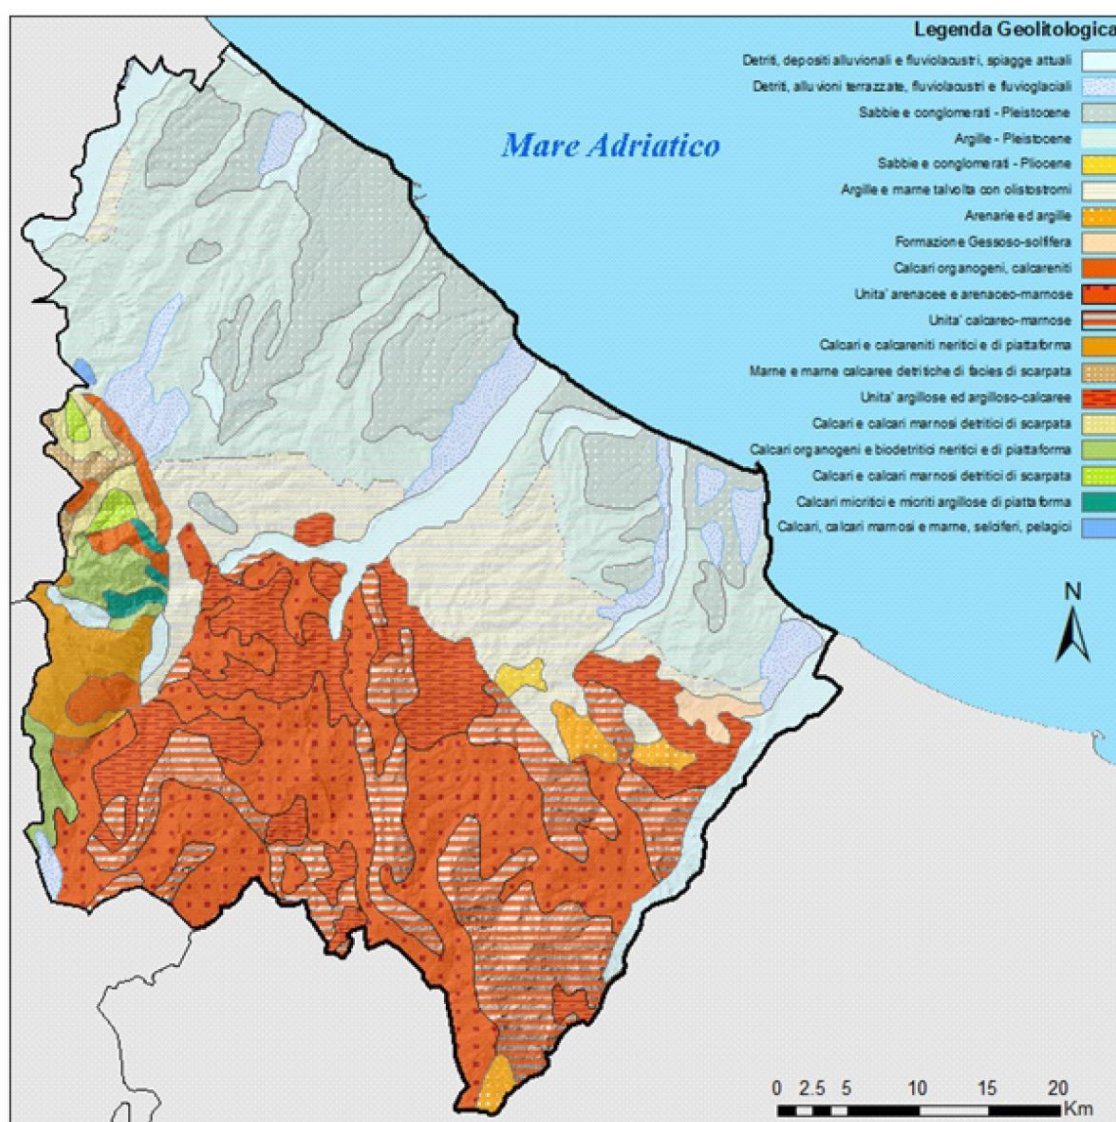 Legenda Geolitologica
Detriti, depositi alluvionali e fluviolacustri, spiagge attuali
Detriti, alluvioni terrazzate, fluviolacustri e fluvioglaciali
Sabbie e conglomerati - Pleistocene
Argille - Pleistocene
Sabbie e conglomerati - Pliocene
Argille e marne talvolta con olistostromi
Arenarie ed argille
Formazione Gessoso-solfifera
Calcari organogeni, calcareniti
Unita' arenacee e arenaceo-marnose
Unita' calcareo-marnose
Calcari e calcareniti neritici e di piattaforma
Marne e marne calcaree detritiche di facies di scarpata
Unita' argillose ed argilloso-calcaree
Calcari e calcari marnosi detritici di scarpata
Calcari organogeni e biodetritici neritici e di piattaforma
Calcari e calcari marnosi detritici di scarpata
Calcari micritici e micriti argillose di piattaforma
Calcari, calcari marnosi e marne, selciferi, pelagici
Mare Adriatico
N
0 2.5 5 10 15 20
Km